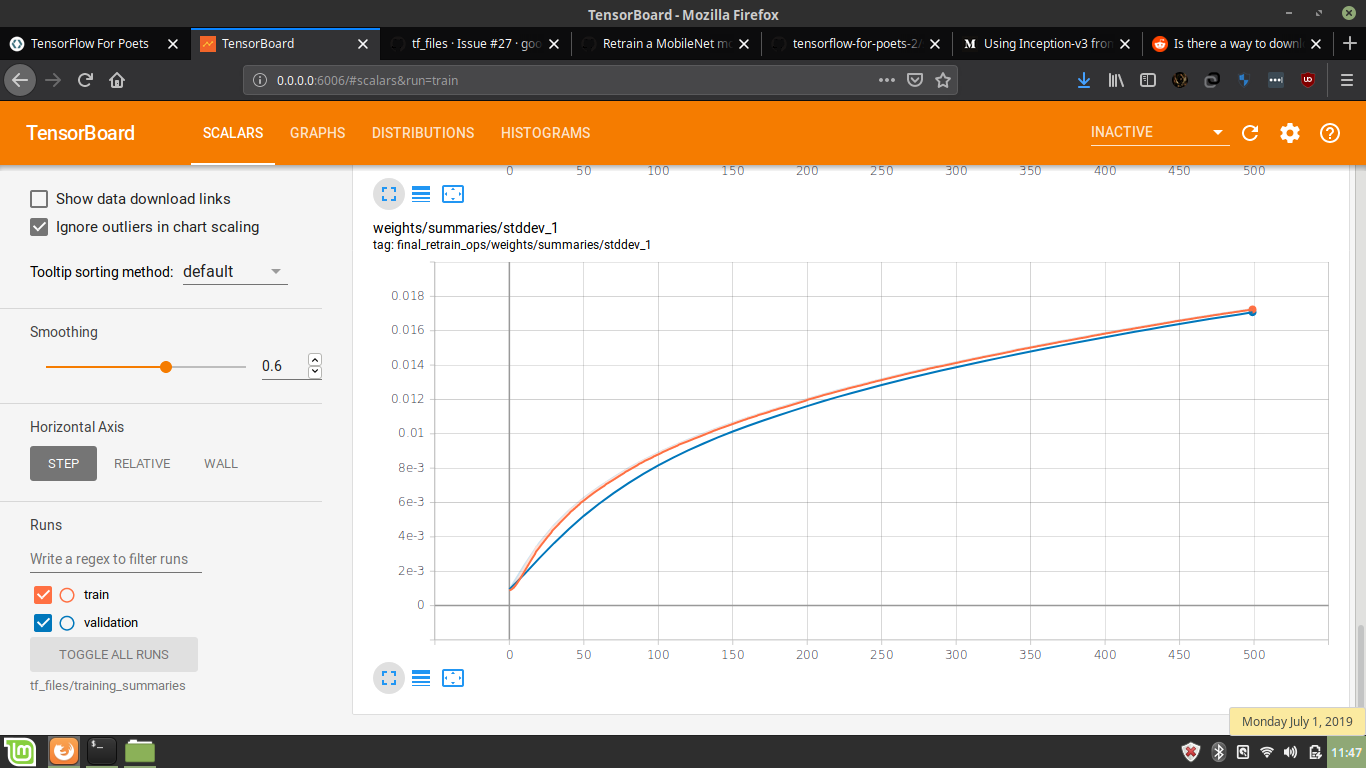 TensorBoard - Mozilla Firefox
TensorFlow For Poets
TensorBoard
tf_files · Issue #27 · goo
Retrain a MobileNet mo
tensorflow-for-poets-2/
M Using Inception-v3 fron
Is there a way to downl
0.0.0.0:6006/#scalars&run=train
TensorBoard
SCALARS GRAPHS DISTRIBUTIONS HISTOGRAMS
INACTIVE
Show data download links
Ignore outliers in chart scaling
Tooltip sorting method: default
Smoothing
0.6
Horizontal Axis
STEP RELATIVE WALL
Runs
Write a regex to filter runs
train
validation
TOGGLE ALL RUNS
tf_files/training_summaries
0 50 100 150 200 250 300 350 400 450 500
weights/summaries/stddev_1
tag: final_retrain_ops/weights/summaries/stddev_1
0.018
0.016
0.014
0.012
0.01
8e-3
6e-3
4e-3
2e-3
0
0 50 100 150 200 250 300 350 400 450 500
Monday July 1, 2019
11:47